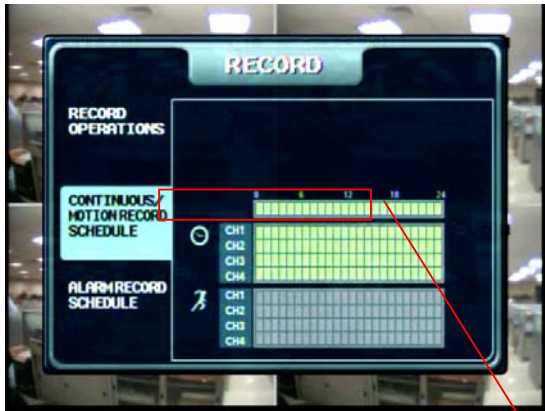 RECORD
RECORD
OPERATIONS
CONTINUOUS/
MOTION RECORD
SCHEDULE
ALARM RECORD
SCHEDULE
0 6 12 18 24
CH1
CH2
CH3
CH4
CH1
CH2
CH3
CH4